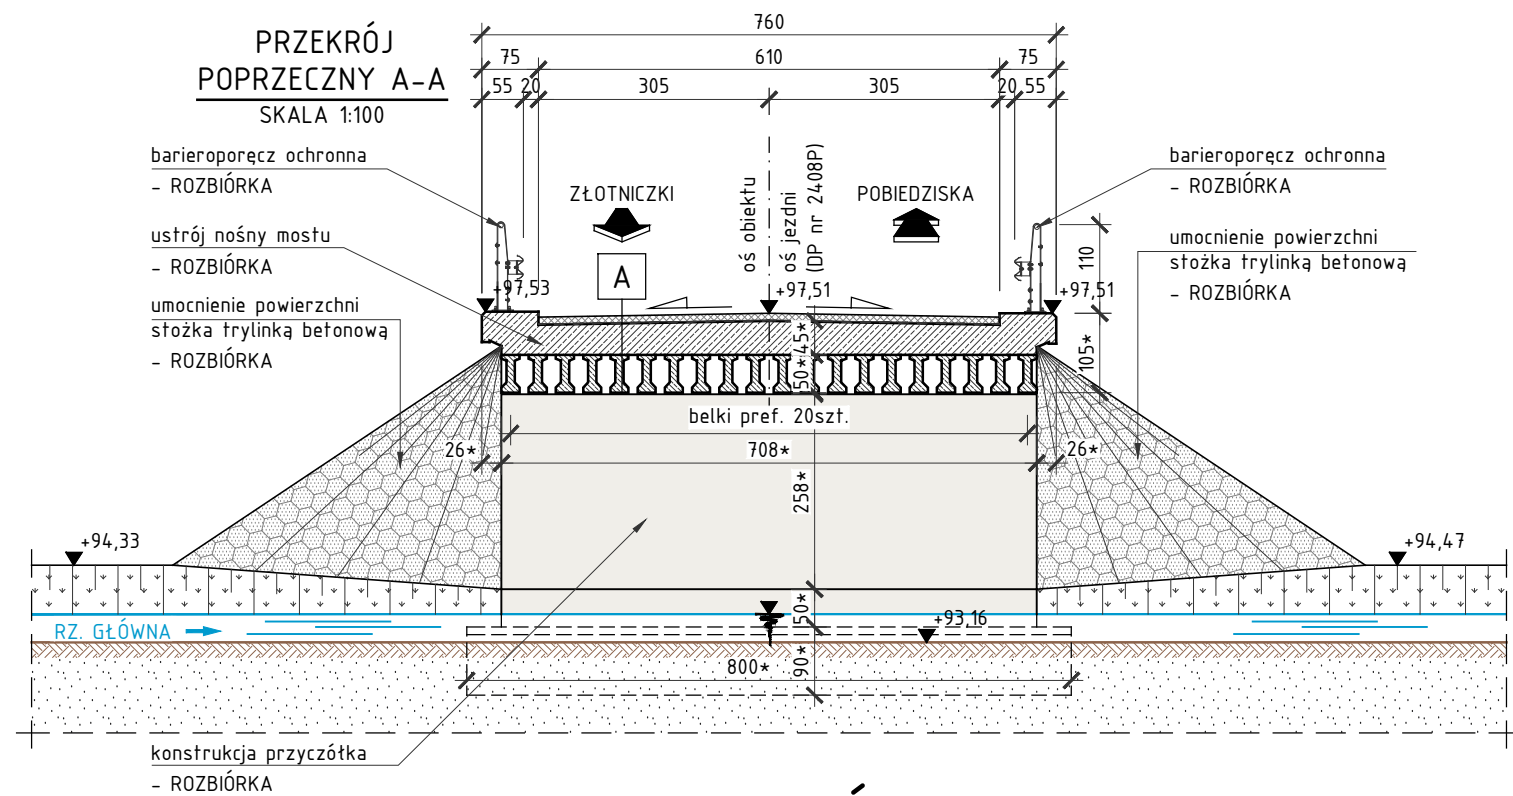 760
PRZEKRÓJ
POPRZECZNY A-A
SKALA 1:100
75
610
75
55
20
305
305
20
55
barieroporęcz ochronna
- ROZBIÓRKA
ustrój nośny mostu
- ROZBIÓRKA
umocnienie powierzchni
stożka trylinką betonową
- ROZBIÓRKA
ZŁOTNICZKI
POBIEDZISKA
oś obiektu
oś jezdni
(DP nr 2408P)
A
barieroporęcz ochronna
- ROZBIÓRKA
umocnienie powierzchni
stożka trylinką betonową
- ROZBIÓRKA
110
+97,53
+97,51
+97,51
45*
50*
105*
belki pref. 20szt.
26*
708*
26*
258*
+94,33
+94,47
50*
RZ. GŁÓWNA
+93,16
800*
90*
konstrukcja przyczółka
- ROZBIÓRKA